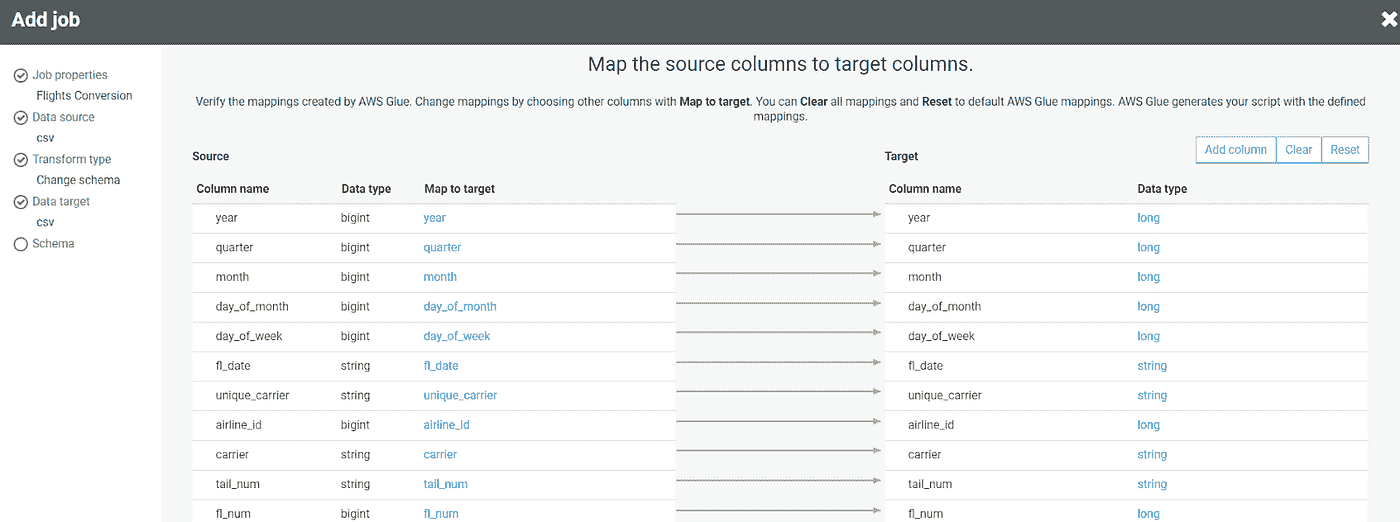 Add job
Job properties
Flights Conversion
Data source
csv
Transform type
Change schema
Data target
csv
Schema
Map the source columns to target columns.
Verify the mappings created by AWS Glue. Change mappings by choosing other columns with Map to target. You can Clear all mappings and Reset to default AWS Glue mappings. AWS Glue generates your script with the defined
mappings.
Source
Target
Add column Clear Reset
Column name Data type Map to target Column name Data type
year bigint year year long
quarter bigint quarter quarter long
month bigint month month long
day_of_month bigint day_of_month day_of_month long
day_of_week bigint day_of_week day_of_week long
fl_date string fl_date fl_date string
unique_carrier string unique_carrier unique_carrier string
airline_id bigint airline_id airline_id long
carrier string carrier carrier string
tail_num string tail_num tail_num string
fl_num bigint fl_num fl_num long